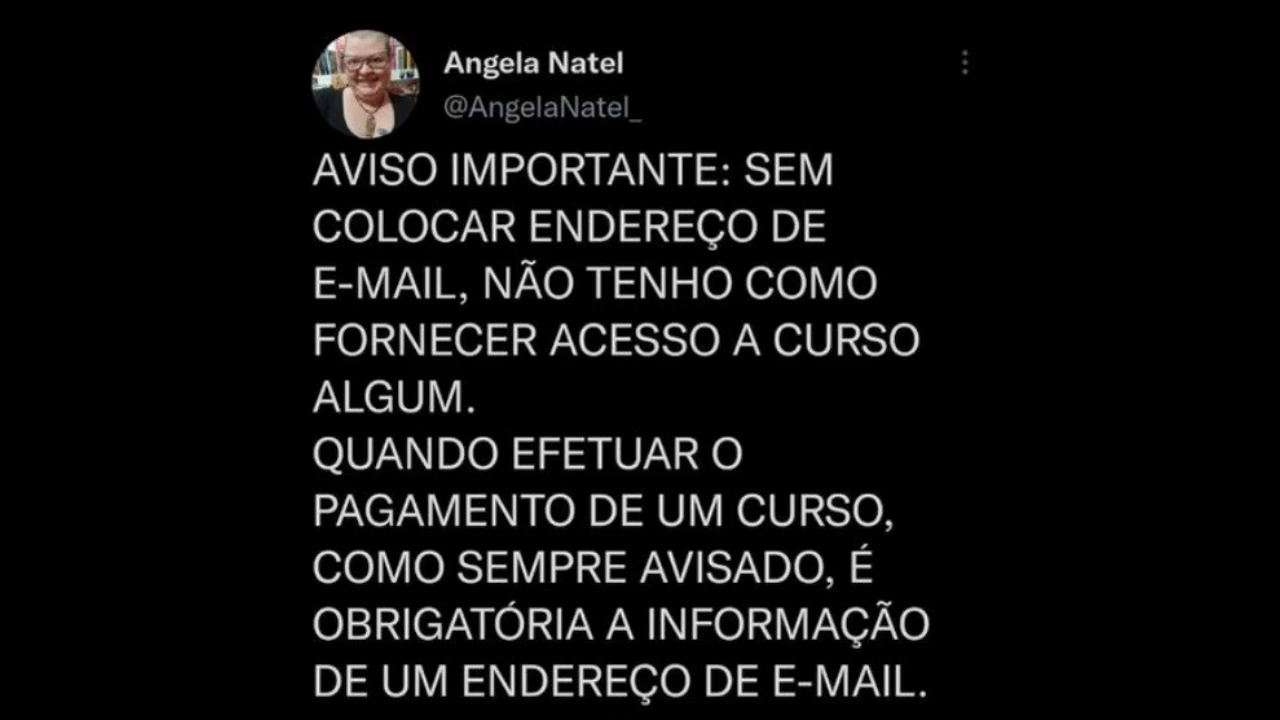 Angela Natel
@AngelaNatel_
AVISO IMPORTANTE: SEM
COLOCAR ENDEREÇO DE
E-MAIL, NÃO TENHO COMO
FORNECER ACESSO A CURSO
ALGUM.
QUANDO EFETUAR O
PAGAMENTO DE UM CURSO,
COMO SEMPRE AVISADO, É
OBRIGATÓRIA A INFORMAÇÃO
DE UM ENDEREÇO DE E-MAIL.